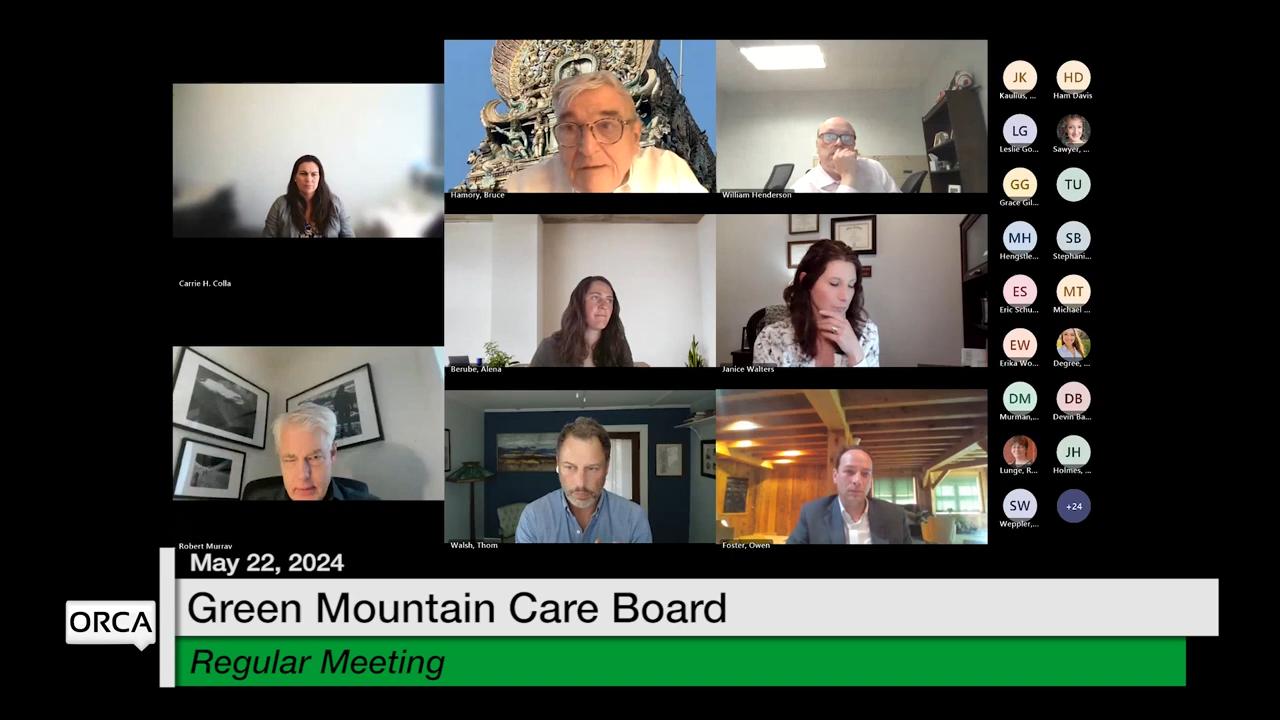 JK
HD
Kaulius, ...
Ham Davis
LG
Leslie Go...
Sawyer, ...
GG
TU
Grace Gil...
Hamory, Bruce
William Henderson
MH
SB
Hengstle...
Stephani...
Carrie H. Colla
ES
MT
Eric Schu...
Michael ...
EW
Erika Wo...
Degree, ...
Berube, Alena
Janice Walters
DM
DB
Murman,...
Devin Ba...
JH
Lunge, R...
Holmes, ...
SW
+24
Weppler,...
Robert Murray
Walsh, Thom
Foster, Owen
May 22, 2024
ORCA
Green Mountain Care Board
Regular Meeting